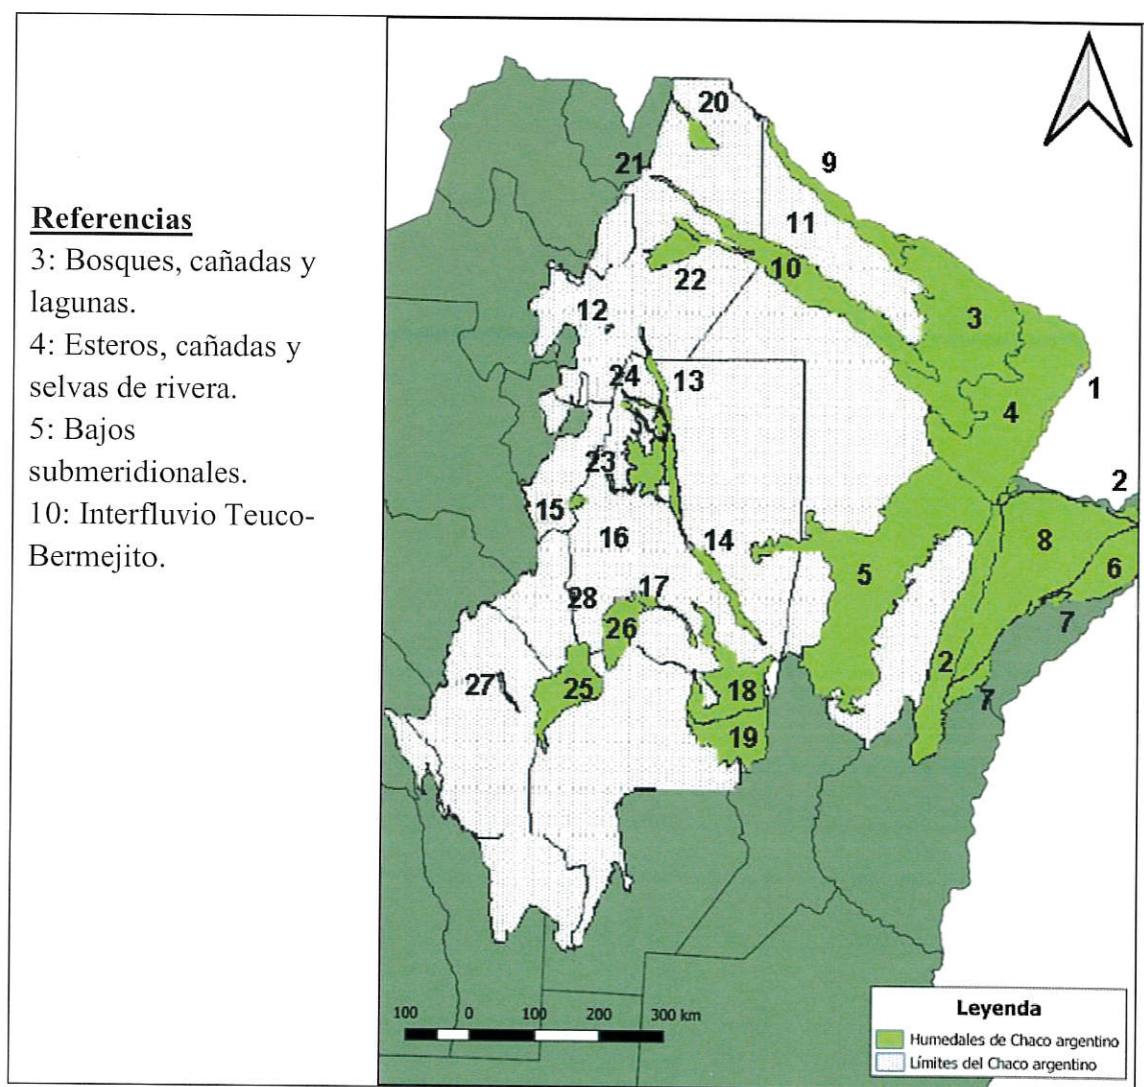 Referencias
3: Bosques, cañadas y
lagunas.
4: Esteros, cañadas y
selvas de rivera.
5: Bajos
submeridionales.
10: Interfluvio Teuco-
Bermejito.
20
21
9
11
22
10
12
3
24
13
1
4
23
2
15
16
14
8
5
6
28
17
7
26
2
27
25
18
7
19
100 0 100 200 300 km
Leyenda
Humedales de Chaco argentino
Límites del Chaco argentino